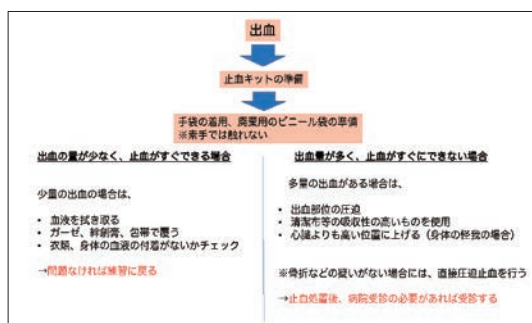 出血
止血キットの準備
手袋の着用、廃棄用のビニール袋の準備
※素手では触れない
出血の量が少なく、止血がすぐできる場合
少量の出血の場合は、
• 血液を拭き取る
• ガーゼ、絆創膏、包帯で覆う
• 衣類、身体の血液の付着がないかチェック
→問題なければ練習に戻る
出血量が多く、止血がすぐにできない場合
多量の出血がある場合は、
• 出血部位の圧迫
• 清潔布等の吸収性の高いものを使用
• 心臓よりも高い位置に上げる（身体の怪我の場合）
※骨折などの疑いがない場合には、直接圧迫止血を行う
→止血処置後、病院受診の必要があれば受診する